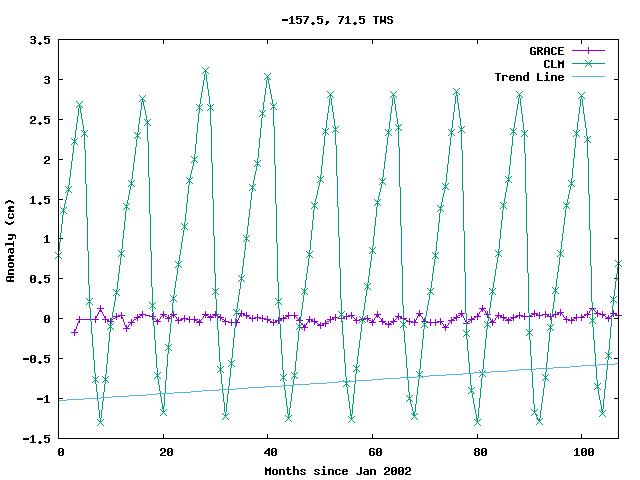 -157.5, 71.5 TWS
3.5
3
2.5
2
1.5
1
0.5
0
-0.5
-1
-1.5
Anomaly (cm)
GRACE
CLM
Trend Line
0 20 40 60 80 100
Months since Jan 2002